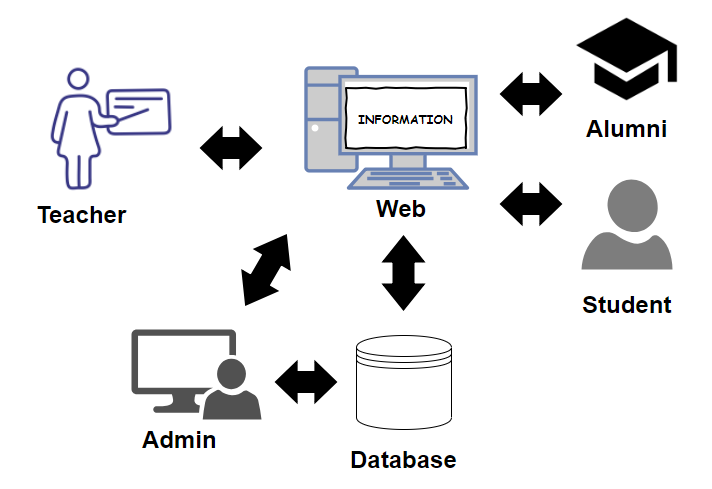 INFORMATION
Alumni
Teacher
Web
Student
Admin
Database